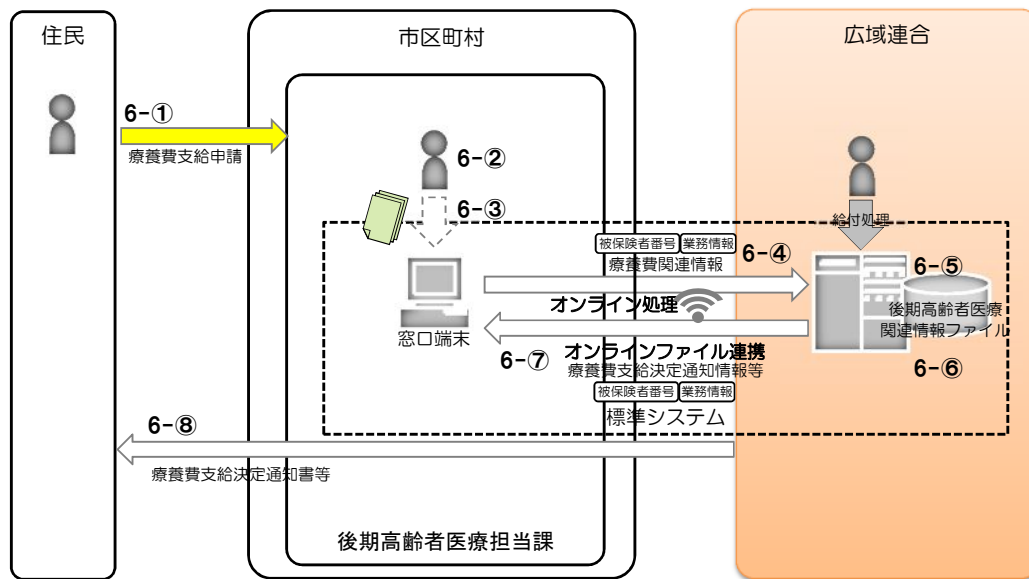 住民
市区町村
広域連合
6-①
療養費支給申請
6-②
6-③
給付処理
被保険者番号 業務情報
療養費関連情報
6-④
6-⑤
オンライン処理
後期高齢者医療
関連情報ファイル
窓口端末
6-⑦
オンラインファイル連携
療養費支給決定通知情報等
6-⑥
被保険者番号 業務情報
標準システム
6-⑧
療養費支給決定通知書等
後期高齢者医療担当課